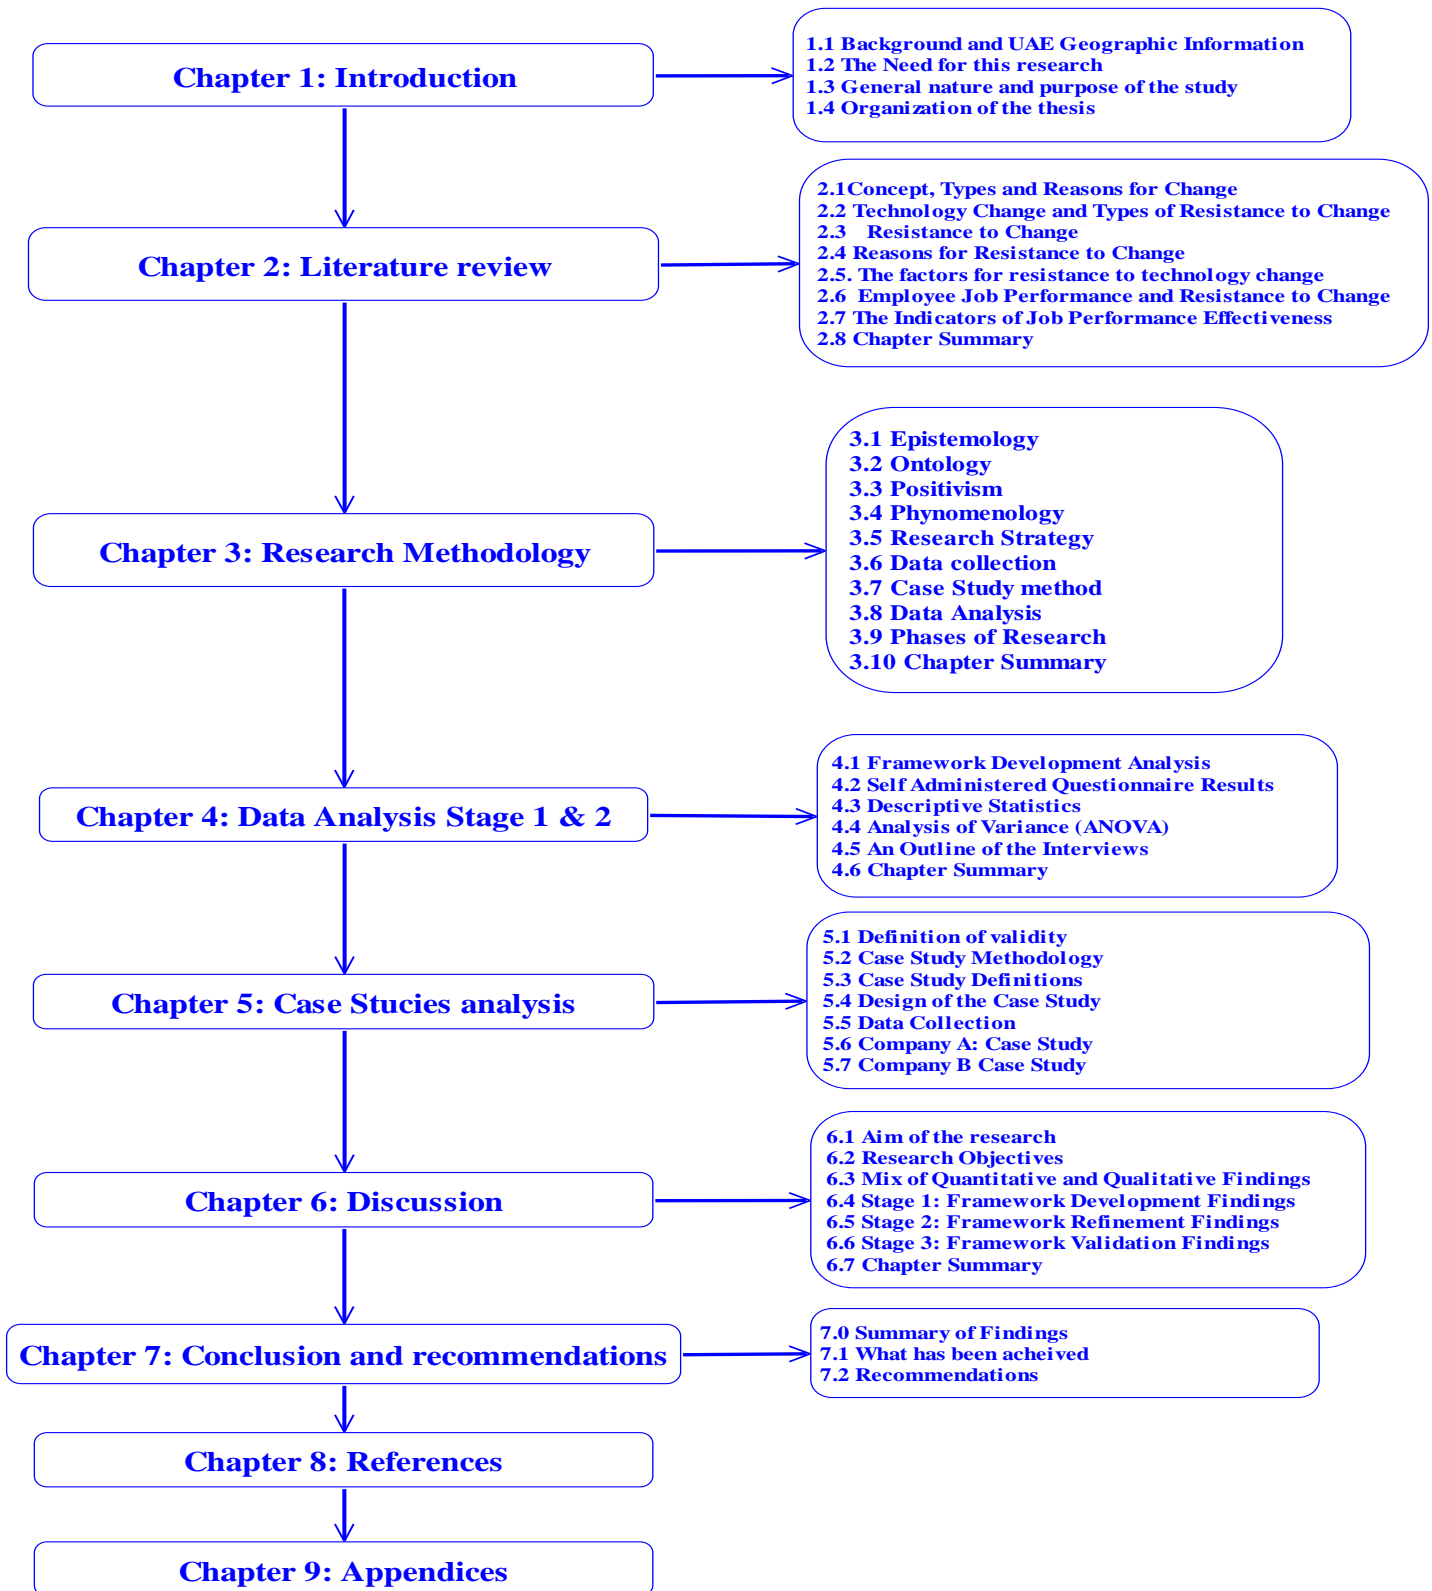 Chapter 1: Introduction
1.1 Background and UAE Geographic Information
1.2 The Need for this research
1.3 General nature and purpose of the study
1.4 Organization of the thesis
Chapter 2: Literature review
2.1Concept, Types and Reasons for Change
2.2 Technology Change and Types of Resistance to Change
2.3 Resistance to Change
2.4 Reasons for Resistance to Change
2.5. The factors for resistance to technology change
2.6 Employee Job Performance and Resistance to Change
2.7 The Indicators of Job Performance Effectiveness
2.8 Chapter Summary
Chapter 3: Research Methodology
3.1 Epistemology
3.2 Ontology
3.3 Positivism
3.4 Phynomenology
3.5 Research Strategy
3.6 Data collection
3.7 Case Study method
3.8 Data Analysis
3.9 Phases of Research
3.10 Chapter Summary
Chapter 4: Data Analysis Stage 1 & 2
4.1 Framework Development Analysis
4.2 Self Administered Questionnaire Results
4.3 Descriptive Statistics
4.4 Analysis of Variance (ANOVA)
4.5 An Outline of the Interviews
4.6 Chapter Summary
Chapter 5: Case Stucies analysis
5.1 Definition of validity
5.2 Case Study Methodology
5.3 Case Study Definitions
5.4 Design of the Case Study
5.5 Data Collection
5.6 Company A: Case Study
5.7 Company B Case Study
Chapter 6: Discussion
6.1 Aim of the research
6.2 Research Objectives
6.3 Mix of Quantitative and Qualitative Findings
6.4 Stage 1: Framework Development Findings
6.5 Stage 2: Framework Refinement Findings
6.6 Stage 3: Framework Validation Findings
6.7 Chapter Summary
Chapter 7: Conclusion and recommendations
7.0 Summary of Findings
7.1 What has been acheived
7.2 Recommendations
Chapter 8: References
Chapter 9: Appendices